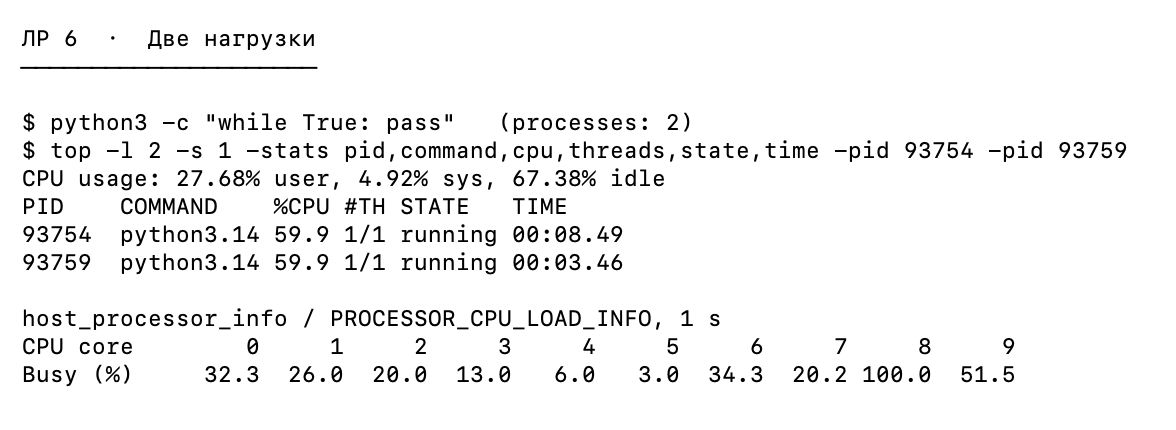 ЛР 6 · Две нагрузки
$ python3 -c "while True: pass" (processes: 2)
$ top -l 2 -s 1 -stats pid,command,cpu,threads,state,time -pid 93754 -pid 93759
CPU usage: 27.68% user, 4.92% sys, 67.38% idle
PID COMMAND %CPU #TH STATE TIME
93754 python3.14 59.9 1/1 running 00:08.49
93759 python3.14 59.9 1/1 running 00:03.46
host_processor_info / PROCESSOR_CPU_LOAD_INFO, 1 s
CPU core 0 1 2 3 4 5 6 7 8 9
Busy (%) 32.3 26.0 20.0 13.0 6.0 3.0 34.3 20.2 100.0 51.5